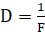 D = 1/F